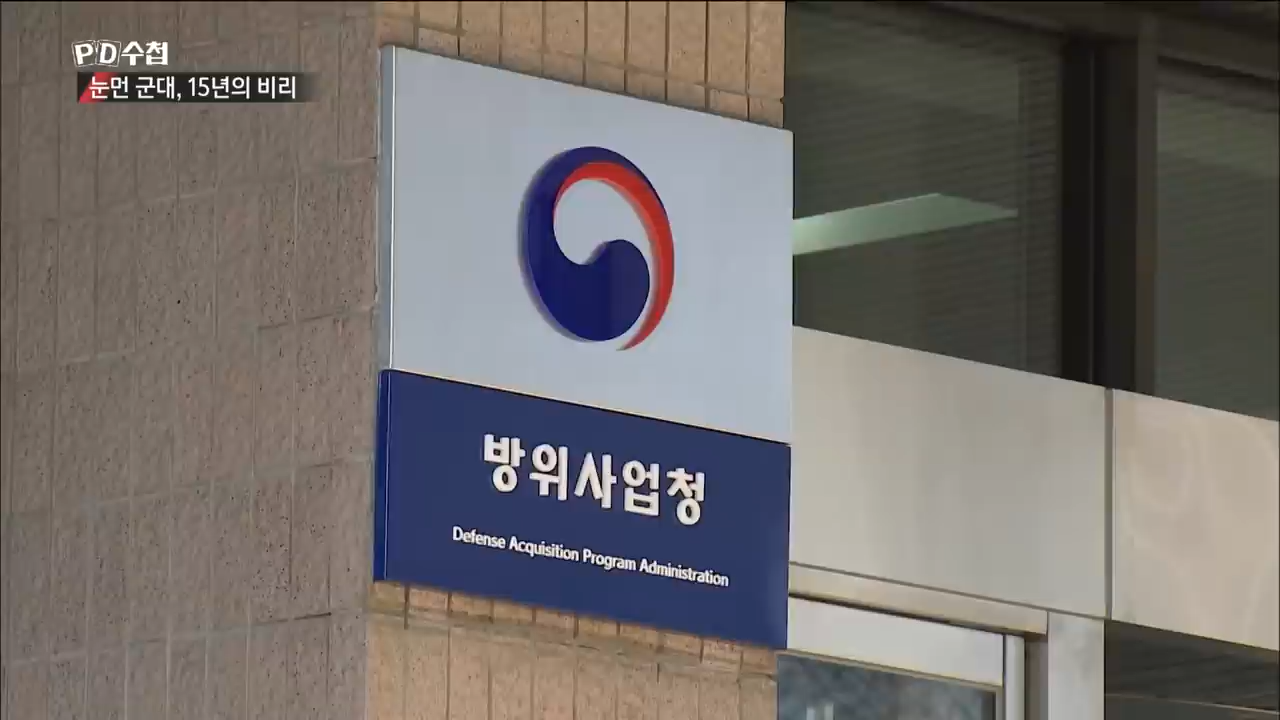 PD수첩
눈먼 군대, 15년의 비리
방위사업청
Defense Acquisition Program Administration